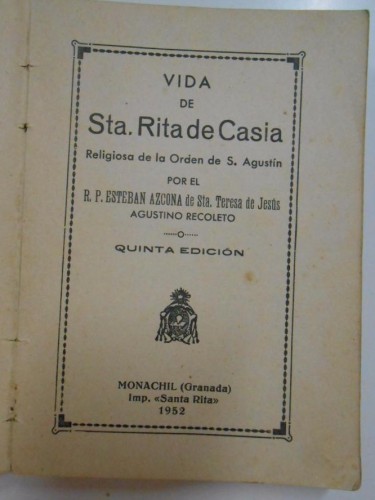 VIDA
DE
Sta. Rita de Casia
Religiosa de la Orden de S. Agustín
POR EL
R. P. ESTEBAN AZCONA de Sta. Teresa de Jesús
AGUSTINO RECOLETO
QUINTA EDICIÓN
MONACHIL (Granada)
Imp. «Santa Rita»
1952